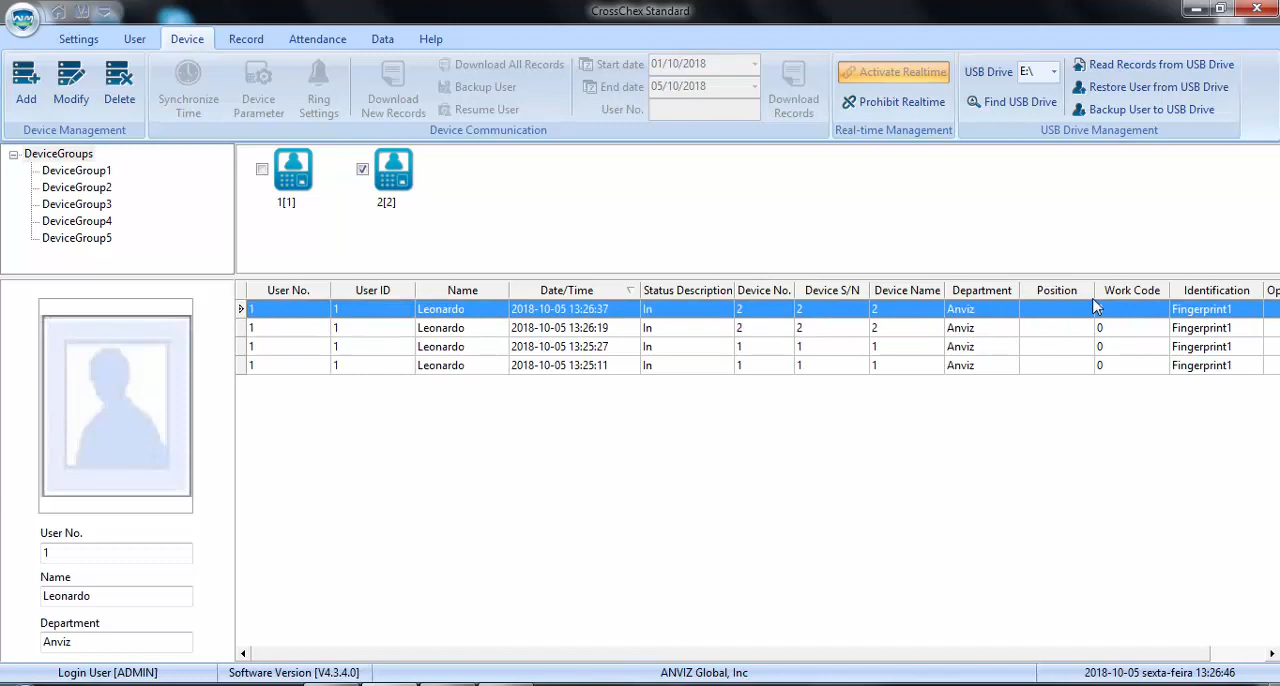 CrossChex Standard
Settings User Device Record Attendance Data Help
Add Modify Delete
Device Management
Synchronize Time
Device Parameter
Ring Settings
Download New Records
Download All Records
Backup User
Resume User
Start date 01/10/2018
End date 05/10/2018
User No.
Download Records
Device Communication
Activate Realtime
Prohibit Realtime
Real-time Management
USB Drive E:\
Find USB Drive
Read Records from USB Drive
Restore User from USB Drive
Backup User to USB Drive
USB Drive Management
DeviceGroups
DeviceGroup1
DeviceGroup2
DeviceGroup3
DeviceGroup4
DeviceGroup5
1[1] 2[2]
User No. User ID Name Date/Time Status Description Device No. Device S/N Device Name Department Position Work Code Identification Op
1 1 Leonardo 2018-10-05 13:26:37 In 2 2 2 Anviz Fingerprint1
1 1 Leonardo 2018-10-05 13:26:19 In 2 2 2 Anviz 0 Fingerprint1
1 1 Leonardo 2018-10-05 13:25:27 In 1 1 1 Anviz 0 Fingerprint1
1 1 Leonardo 2018-10-05 13:25:11 In 1 1 1 Anviz 0 Fingerprint1
User No.
1
Name
Leonardo
Department
Anviz
Login User [ADMIN] Software Version [V4.3.4.0] ANVIZ Global, Inc 2018-10-05 sexta-feira 13:26:46